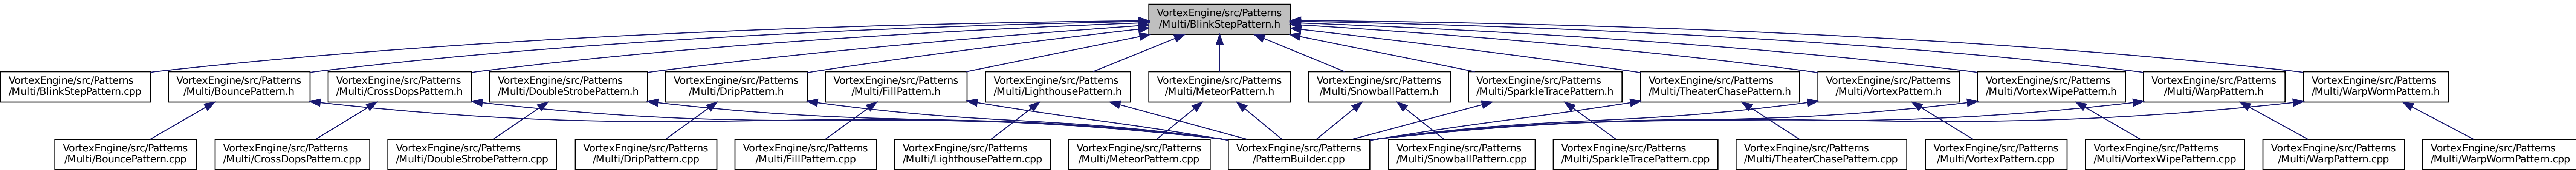 VortexEngine/src/Patterns
/Multi/BlinkStepPattern.h
VortexEngine/src/Patterns
/Multi/BlinkStepPattern.cpp
VortexEngine/src/Patterns
/Multi/BouncePattern.h
VortexEngine/src/Patterns
/Multi/CrossDopsPattern.h
VortexEngine/src/Patterns
/Multi/DoubleStrobePattern.h
VortexEngine/src/Patterns
/Multi/DripPattern.h
VortexEngine/src/Patterns
/Multi/FillPattern.h
VortexEngine/src/Patterns
/Multi/LighthousePattern.h
VortexEngine/src/Patterns
/Multi/MeteorPattern.h
VortexEngine/src/Patterns
/Multi/SnowballPattern.h
VortexEngine/src/Patterns
/Multi/SparkleTracePattern.h
VortexEngine/src/Patterns
/Multi/TheaterChasePattern.h
VortexEngine/src/Patterns
/Multi/VortexPattern.h
VortexEngine/src/Patterns
/Multi/VortexWipePattern.h
VortexEngine/src/Patterns
/Multi/WarpPattern.h
VortexEngine/src/Patterns
/Multi/WarpWormPattern.h
VortexEngine/src/Patterns
/Multi/BouncePattern.cpp
VortexEngine/src/Patterns
/Multi/CrossDopsPattern.cpp
VortexEngine/src/Patterns
/Multi/DoubleStrobePattern.cpp
VortexEngine/src/Patterns
/Multi/DripPattern.cpp
VortexEngine/src/Patterns
/Multi/FillPattern.cpp
VortexEngine/src/Patterns
/Multi/LighthousePattern.cpp
VortexEngine/src/Patterns
/Multi/MeteorPattern.cpp
VortexEngine/src/Patterns
/PatternBuilder.cpp
VortexEngine/src/Patterns
/Multi/SnowballPattern.cpp
VortexEngine/src/Patterns
/Multi/SparkleTracePattern.cpp
VortexEngine/src/Patterns
/Multi/TheaterChasePattern.cpp
VortexEngine/src/Patterns
/Multi/VortexPattern.cpp
VortexEngine/src/Patterns
/Multi/VortexWipePattern.cpp
VortexEngine/src/Patterns
/Multi/WarpPattern.cpp
VortexEngine/src/Patterns
/Multi/WarpWormPattern.cpp